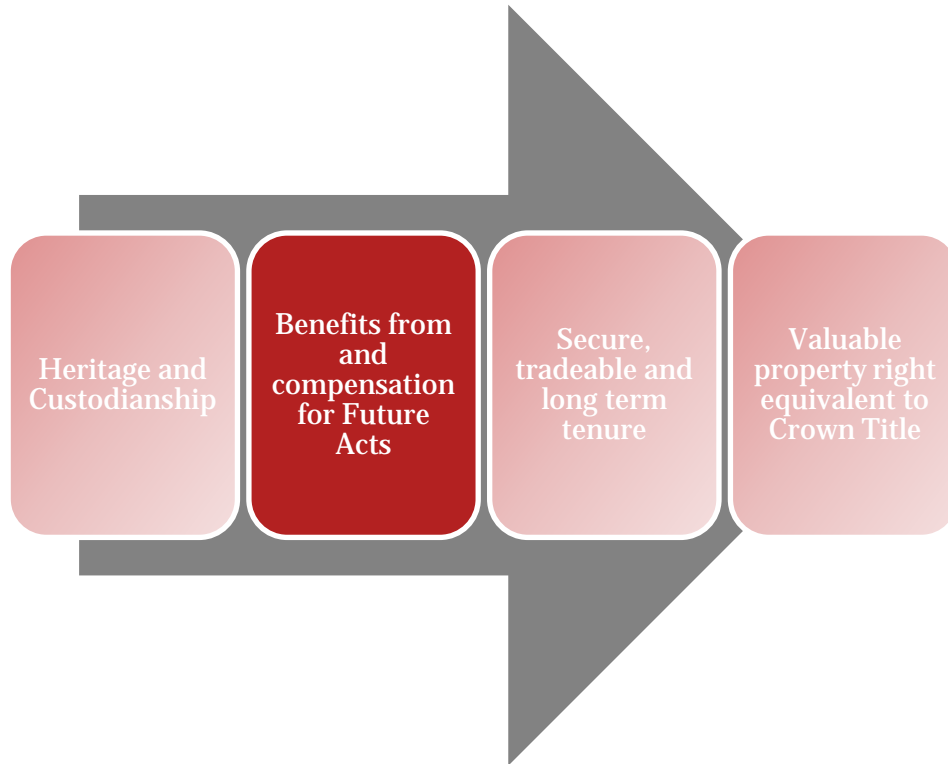 Heritage and
Custodianship
Benefits from
and
compensation
for Future
Acts
Secure,
tradeable and
long term
tenure
Valuable
property right
equivalent to
Crown Title